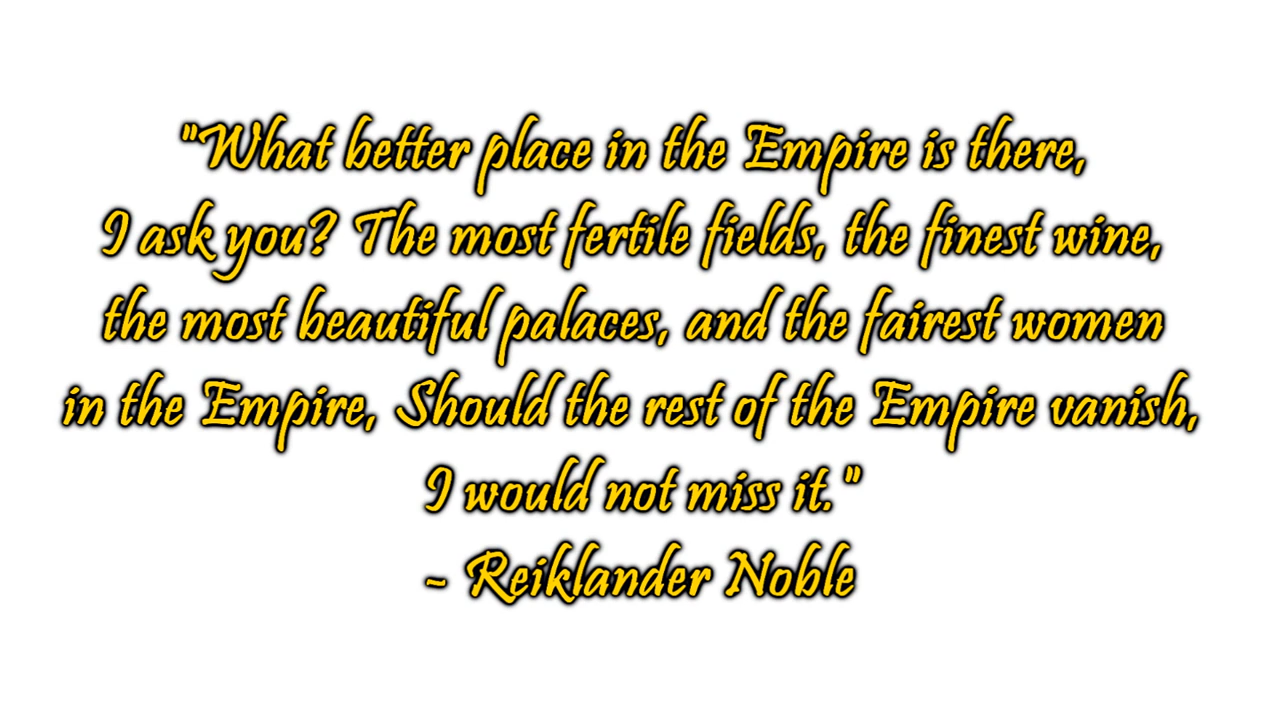 "What better place in the Empire is there,
I ask you? The most fertile fields, the finest wine,
the most beautiful palaces, and the fairest women
in the Empire, Should the rest of the Empire vanish,
I would not miss it."
- Reiklander Noble